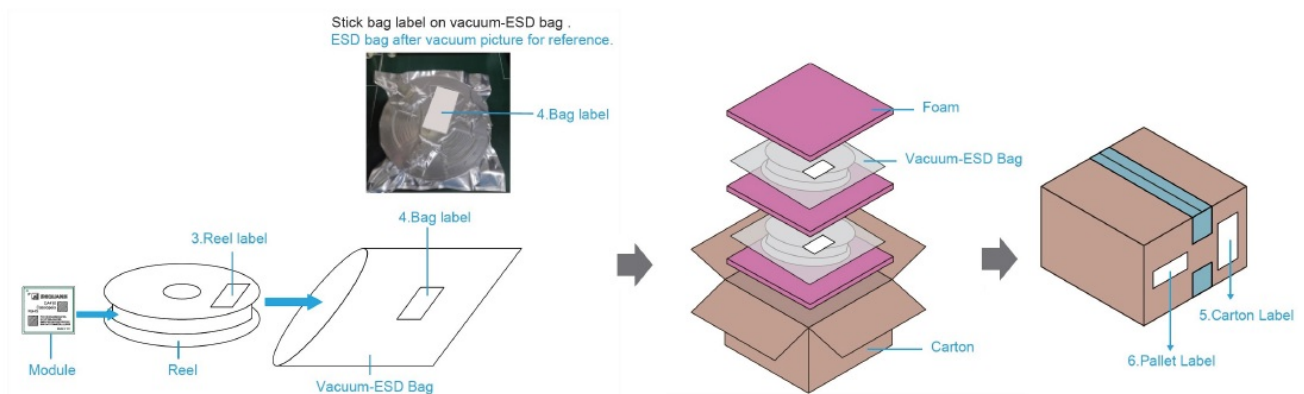 Stick bag label on vacuum-ESD bag .
ESD bag after vacuum picture for reference.
4.Bag label
4.Bag label
3.Reel label
SEQUANS
Module
Reel
Vacuum-ESD Bag
Foam
Vacuum-ESD Bag
Carton
5.Carton Label
6.Pallet Label